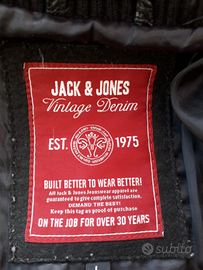 JACK & JONES
Vintage Denim
EST. 1975
BUILT BETTER TO WEAR BETTER!
All Jack & Jones Jeanswear apparel are
guaranteed to give complete satisfaction.
DEMAND THE BEST!
Keep this tag as proof of purchase
ON THE JOB FOR OVER 30 YEARS
subito